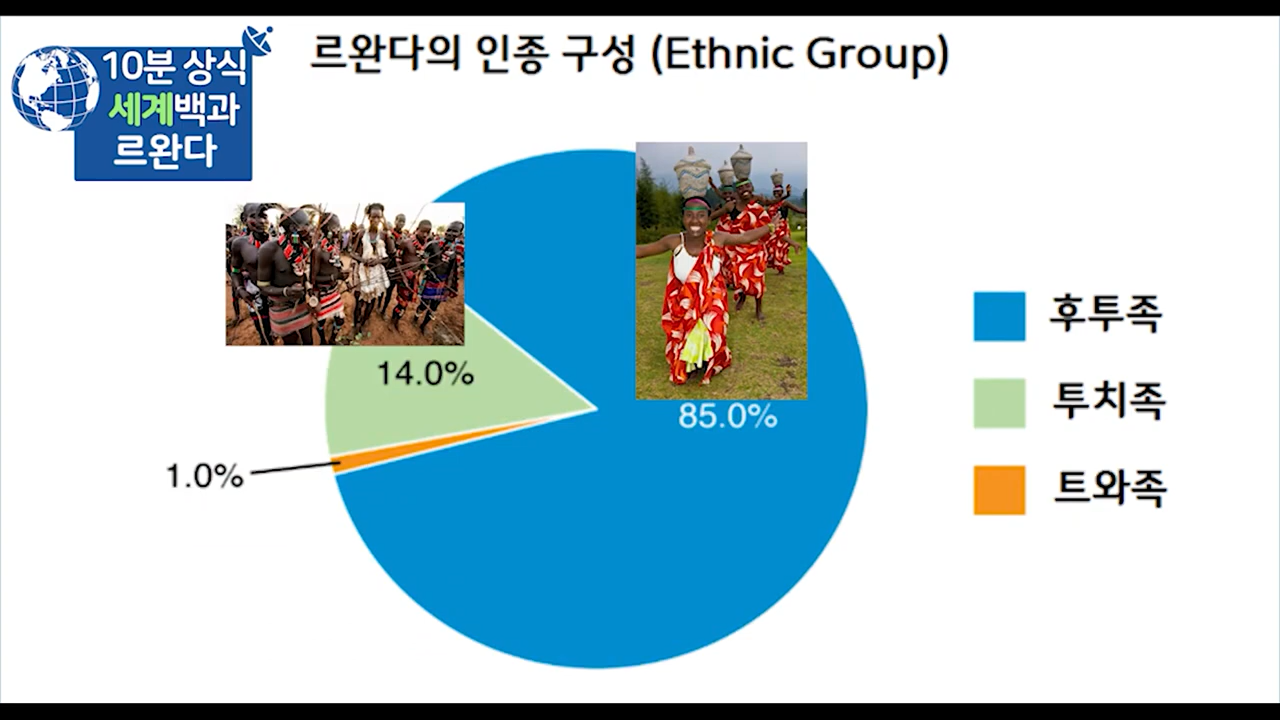 10분 상식
세계백과
르완다
르완다의 인종 구성 (Ethnic Group)
14.0%
85.0%
1.0%
후투족
투치족
트와족